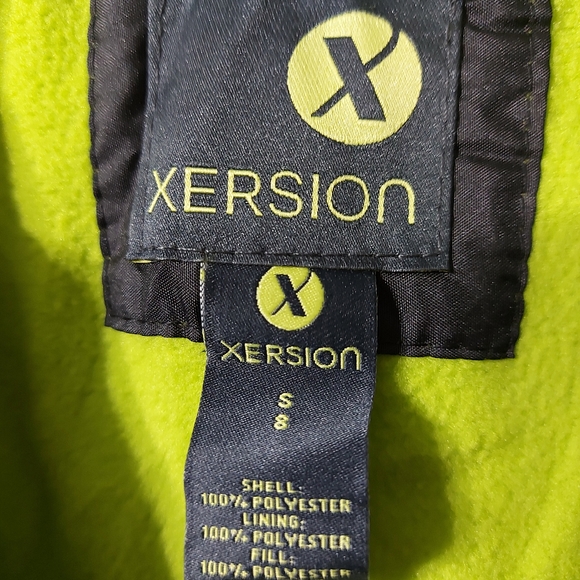 X
XERSION
X
XERSION
S
8
SHELL:
100% POLYESTER
LINING:
100% POLYESTER
FILL:
100% POLYESTER